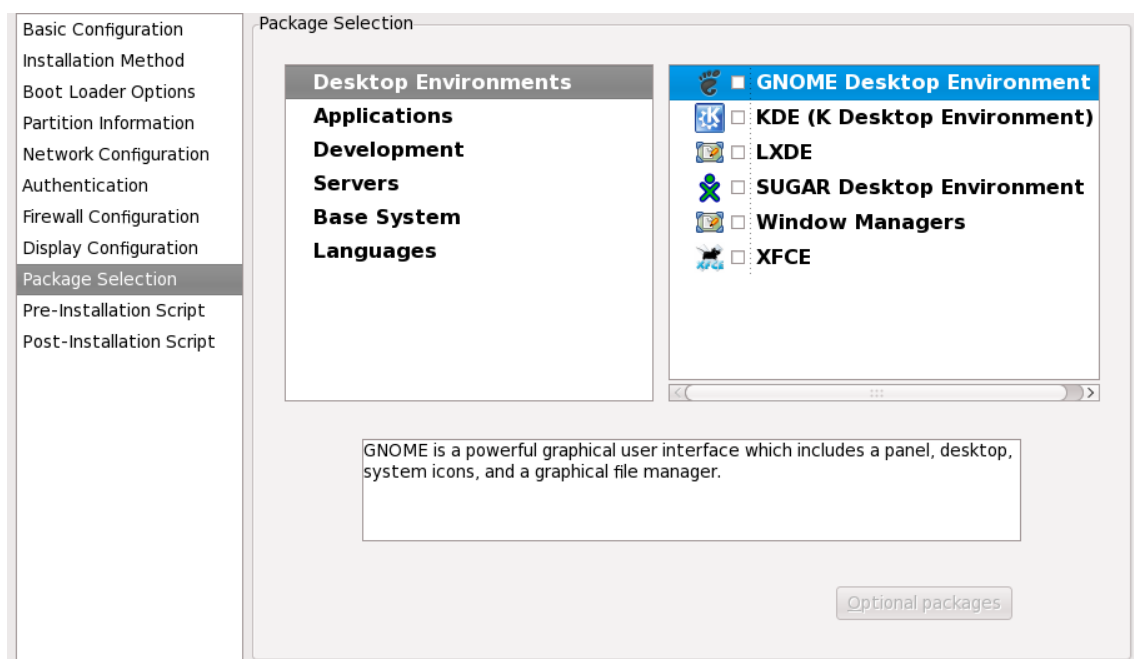 Basic Configuration
Installation Method
Boot Loader Options
Partition Information
Network Configuration
Authentication
Firewall Configuration
Display Configuration
Package Selection
Pre-Installation Script
Post-Installation Script
Package Selection
Desktop Environments
Applications
Development
Servers
Base System
Languages
GNOME Desktop Environment
KDE (K Desktop Environment)
LXDE
SUGAR Desktop Environment
Window Managers
XFCE
XFCE
GNOME is a powerful graphical user interface which includes a panel, desktop,
system icons, and a graphical file manager.
Optional packages